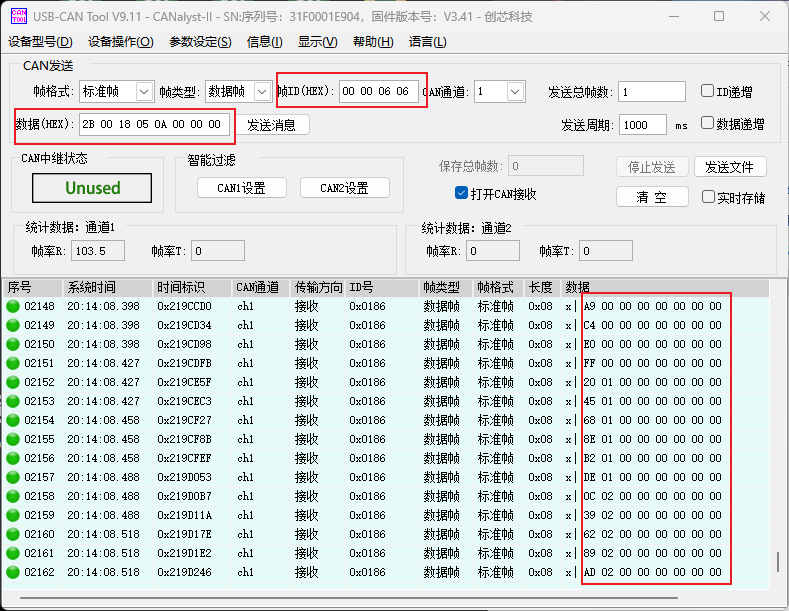 USB-CAN Tool V9.11 - CANalyst-II - SN:序列号: 31F0001E904, 固件版本号: V3.41 - 创芯科技
设备型号(D) 设备操作(O) 参数设定(S) 信息(I) 显示(V) 帮助(H) 语言(L)
CAN发送
帧格式: 标准帧 帧类型: 数据帧 帧ID(HEX): 00 00 06 06 CAN通道: 1 发送总帧数: 1 ID递增
数据(HEX): 2B 00 18 05 0A 00 00 00 发送消息 发送周期: 1000 ms 数据递增
CAN中继状态 智能过滤 保存总帧数: 0 停止发送 发送文件
Unused CAN1设置 CAN2设置 打开CAN接收 清 空 实时存储
统计数据: 通道1 统计数据: 通道2
帧率R: 103.5 帧率T: 0 帧率R: 0 帧率T: 0
序号 系统时间 时间标识 CAN通道 传输方向 ID号 帧类型 帧格式 长度 数据
02148 20:14:08.398 0x219CCD0 ch1 接收 0x0186 数据帧 标准帧 0x08 x| A9 00 00 00 00 00 00 00
02149 20:14:08.398 0x219CD34 ch1 接收 0x0186 数据帧 标准帧 0x08 x| C4 00 00 00 00 00 00 00
02150 20:14:08.398 0x219CD98 ch1 接收 0x0186 数据帧 标准帧 0x08 x| E0 00 00 00 00 00 00 00
02151 20:14:08.427 0x219CDFB ch1 接收 0x0186 数据帧 标准帧 0x08 x| FF 00 00 00 00 00 00 00
02152 20:14:08.427 0x219CE5F ch1 接收 0x0186 数据帧 标准帧 0x08 x| 20 01 00 00 00 00 00 00
02153 20:14:08.427 0x219CEC3 ch1 接收 0x0186 数据帧 标准帧 0x08 x| 45 01 00 00 00 00 00 00
02154 20:14:08.458 0x219CF27 ch1 接收 0x0186 数据帧 标准帧 0x08 x| 68 01 00 00 00 00 00 00
02155 20:14:08.458 0x219CF8B ch1 接收 0x0186 数据帧 标准帧 0x08 x| 8E 01 00 00 00 00 00 00
02156 20:14:08.458 0x219CFEF ch1 接收 0x0186 数据帧 标准帧 0x08 x| B2 01 00 00 00 00 00 00
02157 20:14:08.488 0x219D053 ch1 接收 0x0186 数据帧 标准帧 0x08 x| DE 01 00 00 00 00 00 00
02158 20:14:08.488 0x219D0B7 ch1 接收 0x0186 数据帧 标准帧 0x08 x| 0C 02 00 00 00 00 00 00
02159 20:14:08.488 0x219D11A ch1 接收 0x0186 数据帧 标准帧 0x08 x| 39 02 00 00 00 00 00 00
02160 20:14:08.518 0x219D17E ch1 接收 0x0186 数据帧 标准帧 0x08 x| 62 02 00 00 00 00 00 00
02161 20:14:08.518 0x219D1E2 ch1 接收 0x0186 数据帧 标准帧 0x08 x| 89 02 00 00 00 00 00 00
02162 20:14:08.518 0x219D246 ch1 接收 0x0186 数据帧 标准帧 0x08 x| AD 02 00 00 00 00 00 00